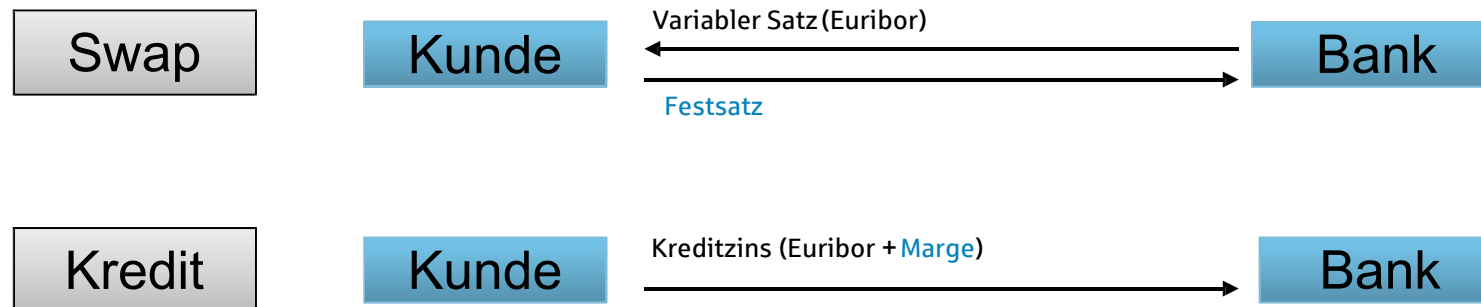 Variabler Satz (Euribor)
Swap Kunde Bank
Festsatz
Kreditzins (Euribor + Marge)
Kredit Kunde Bank